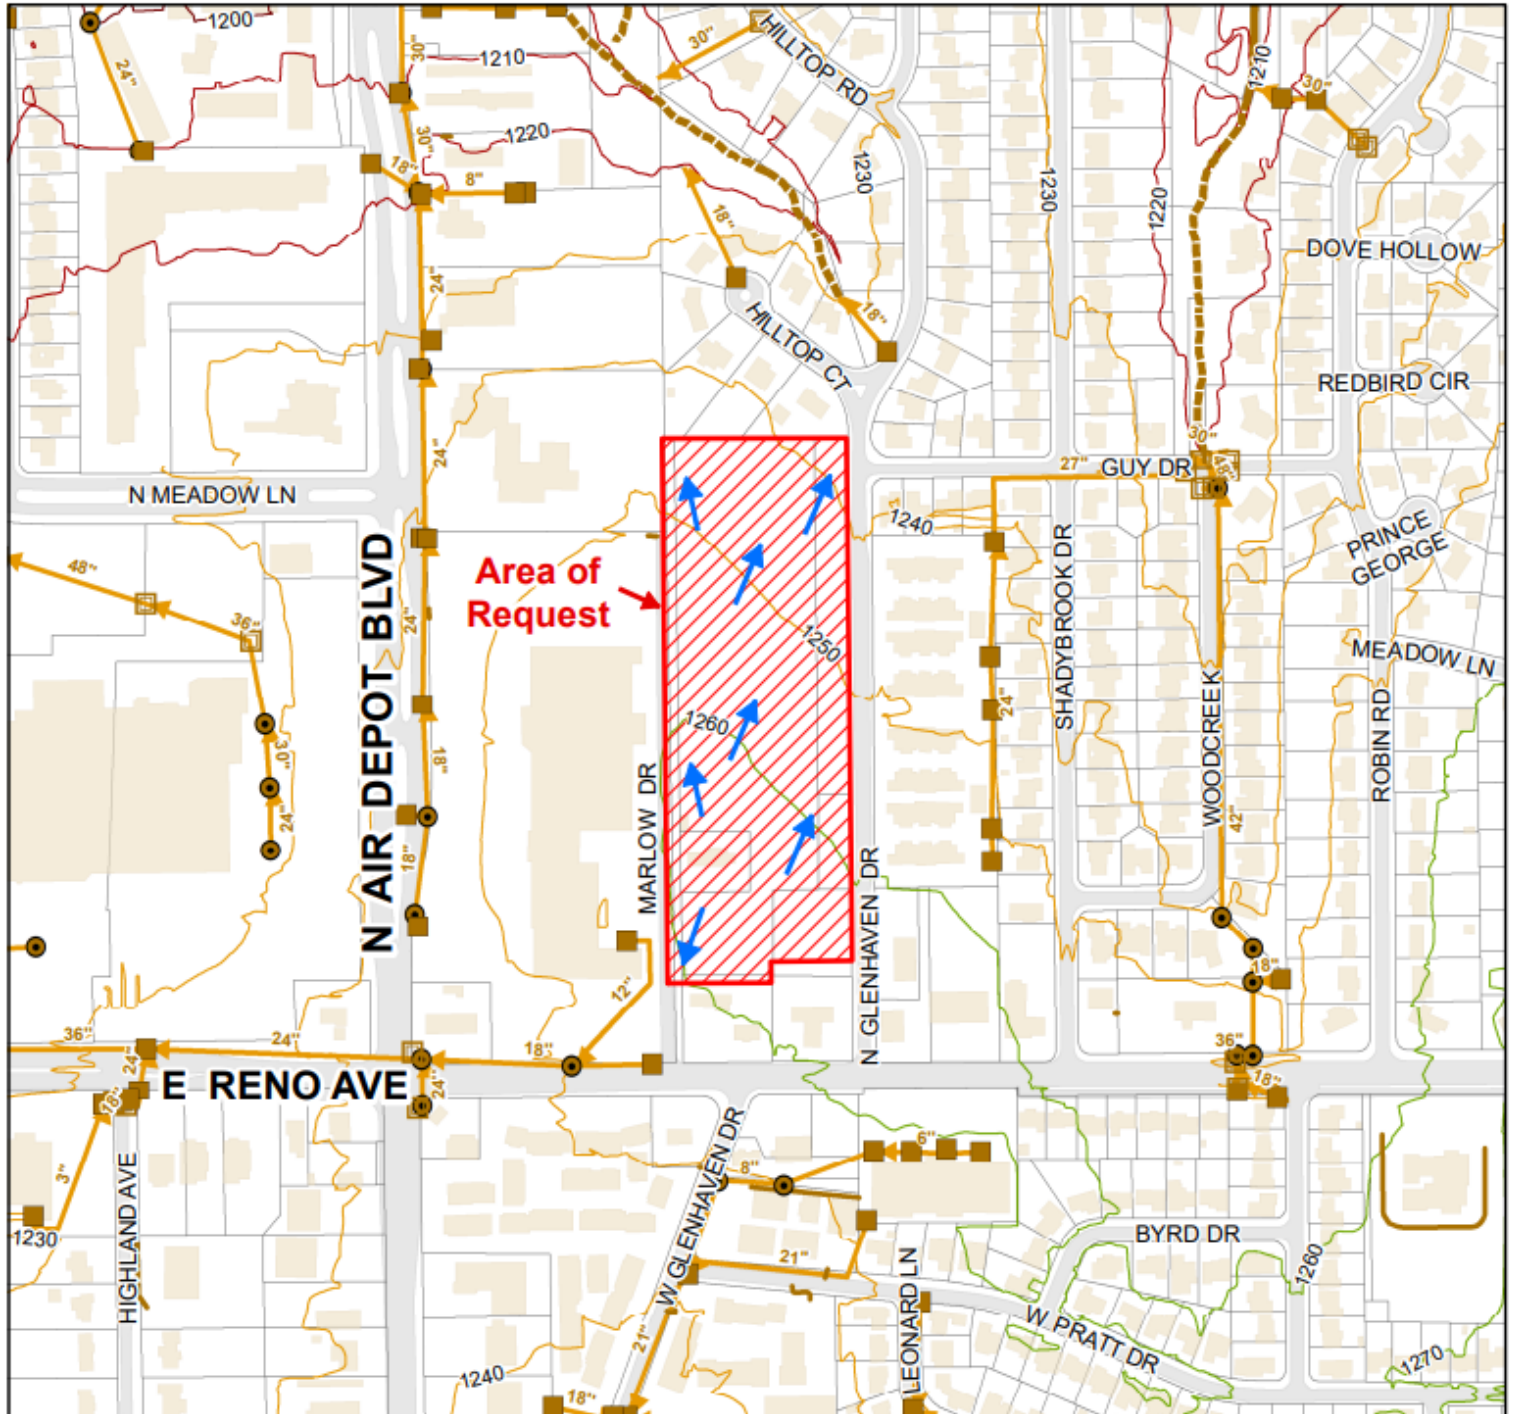 1200
24"
30"
1210
30"
HILLTOP RD
30"
1220
18"
8"
18"
1230
1230
1220
1210
30"
DOVE HOLLOW
24"
HILLTOP CT
18"
REDBIRD CIR
24"
N MEADOW LN
30"
48"
27"
GUY DR
1240
PRINCE
GEORGE
48"
36"
30"
24"
N AIR DEPOT BLVD
24"
18"
18"
Area of
Request
1250
1260
MARLOW DR
N GLENHAVEN DR
24"
SHADYBROOK DR
WOODCREEK
42"
ROBIN RD
MEADOW LN
12"
18"
36"
24"
24"
18"
E RENO AVE
24"
18"
36"
18"
3"
1230
HIGHLAND AVE
W GLENHAVEN DR
8"
6"
21"
21"
LEONARD LN
BYRD DR
1260
W PRATT DR
1270
1240
18"